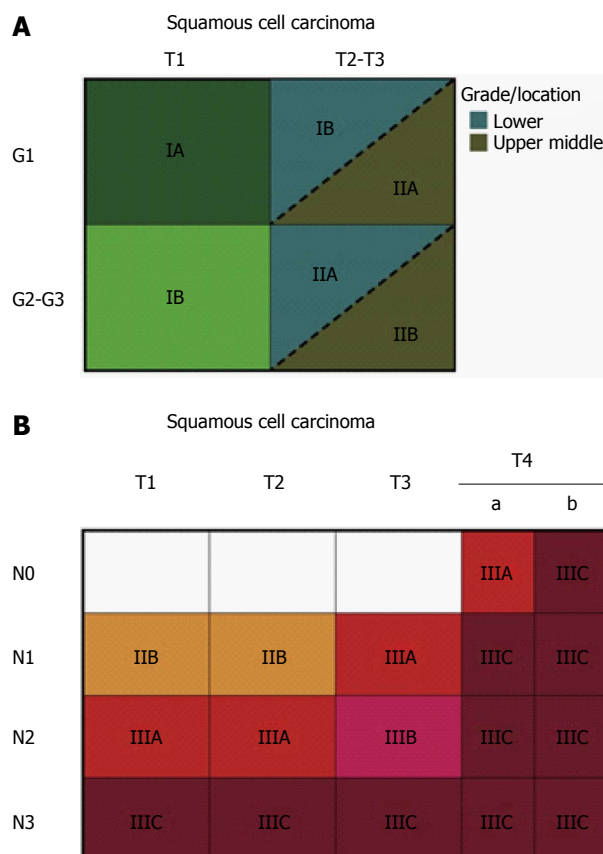 A
Squamous cell carcinoma
T1 T2-T3
Grade/location
Lower
Upper middle
G1 IA IB IIA
G2-G3 IB IIA IIB
B
Squamous cell carcinoma
T4
T1 T2 T3 a b
N0 IIIA IIIC
N1 IIB IIB IIIA IIIC IIIC
N2 IIIA IIIA IIIB IIIC IIIC
N3 IIIC IIIC IIIC IIIC IIIC